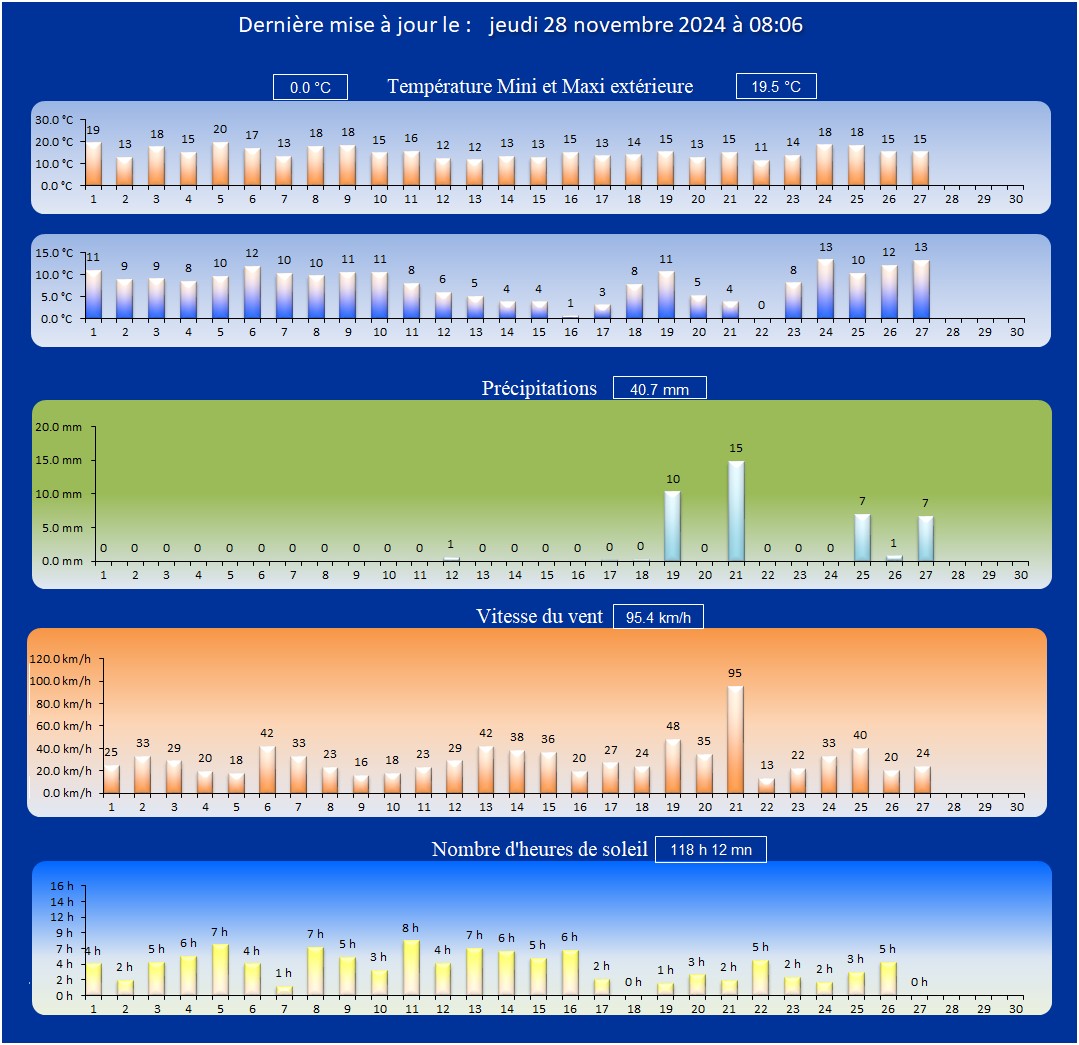 Dernière mise à jour le : jeudi 28 novembre 2024 à 08:06
0.0 °C Température Mini et Maxi extérieure 19.5 °C
30.0 °C
20.0 °C
10.0 °C
0.0 °C
19 13 18 15 20 17 13 18 18 15 16 12 12 13 13 15 13 14 15 13 15 11 14 18 18 15 15
1 2 3 4 5 6 7 8 9 10 11 12 13 14 15 16 17 18 19 20 21 22 23 24 25 26 27 28 29 30
15.0 °C
10.0 °C
5.0 °C
0.0 °C
11 9 9 8 10 12 10 10 11 11 8 6 5 4 4 1 3 8 11 5 4 0 8 13 10 12 13
1 2 3 4 5 6 7 8 9 10 11 12 13 14 15 16 17 18 19 20 21 22 23 24 25 26 27 28 29 30
Précipitations 40.7 mm
20.0 mm
15.0 mm
10.0 mm
5.0 mm
0.0 mm
0 0 0 0 0 0 0 0 0 0 0 1 0 0 0 0 0 0 10 0 15 0 0 0 7 1 7
1 2 3 4 5 6 7 8 9 10 11 12 13 14 15 16 17 18 19 20 21 22 23 24 25 26 27 28 29 30
Vitesse du vent 95.4 km/h
120.0 km/h
100.0 km/h
80.0 km/h
60.0 km/h
40.0 km/h
20.0 km/h
0.0 km/h
25 33 29 20 18 42 33 23 16 18 23 29 42 38 36 20 27 24 48 35 95 13 22 33 40 20 24
1 2 3 4 5 6 7 8 9 10 11 12 13 14 15 16 17 18 19 20 21 22 23 24 25 26 27 28 29 30
Nombre d'heures de soleil 118 h 12 mn
16 h
14 h
12 h
9 h
7 h
4 h
2 h
0 h
4 h 2 h 5 h 6 h 7 h 4 h 1 h 7 h 5 h 3 h 8 h 4 h 7 h 6 h 5 h 6 h 2 h 0 h 1 h 3 h 2 h 5 h 2 h 2 h 3 h 5 h 0 h
1 2 3 4 5 6 7 8 9 10 11 12 13 14 15 16 17 18 19 20 21 22 23 24 25 26 27 28 29 30